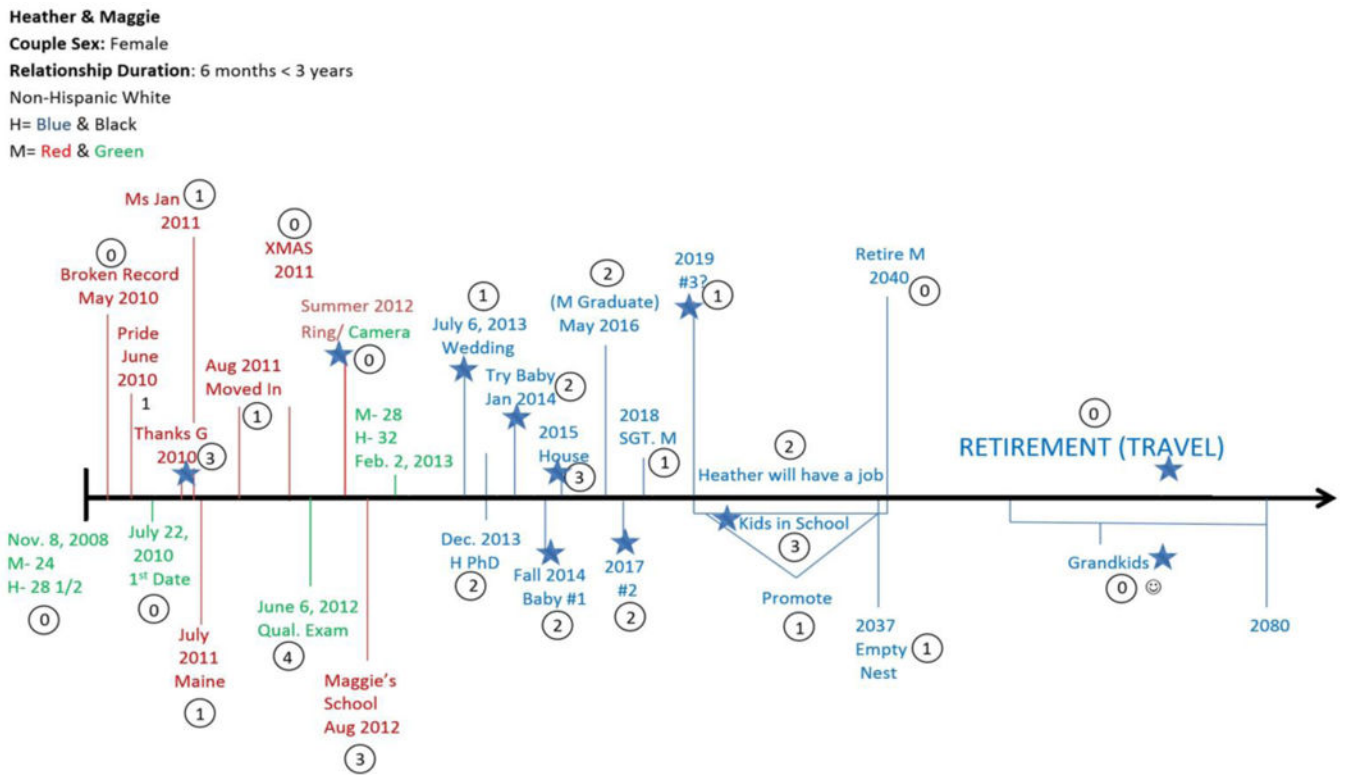 Heather & Maggie
Couple Sex: Female
Relationship Duration: 6 months < 3 years
Non-Hispanic White
H= Blue & Black
M= Red & Green
Ms Jan 1
2011
0
Broken Record
May 2010
Pride
June
2010
1
Thanks G
2010 3
Aug 2011
Moved In
1
0
XMAS
2011
Summer 2012
Ring/ Camera
0
M- 28
H- 32
Feb. 2, 2013
1
July 6, 2013
Wedding
Try Baby 2
Jan 2014
2015
House
3
2
(M Graduate)
May 2016
2018
SGT. M
1
2019
#3? 1
2
Heather will have a job
Retire M
2040 0
0
RETIREMENT (TRAVEL)
Nov. 8, 2008
M- 24
H- 28 1/2
0
July 22,
2010
1st Date
0
July
2011
Maine
1
June 6, 2012
Qual. Exam
4
Maggie's
School
Aug 2012
3
Dec. 2013
H PhD
2
Fall 2014
Baby #1
2
2017
#2
2
Kids in School
3
Promote
1
2037
Empty 1
Nest
Grandkids
0 ☺
2080